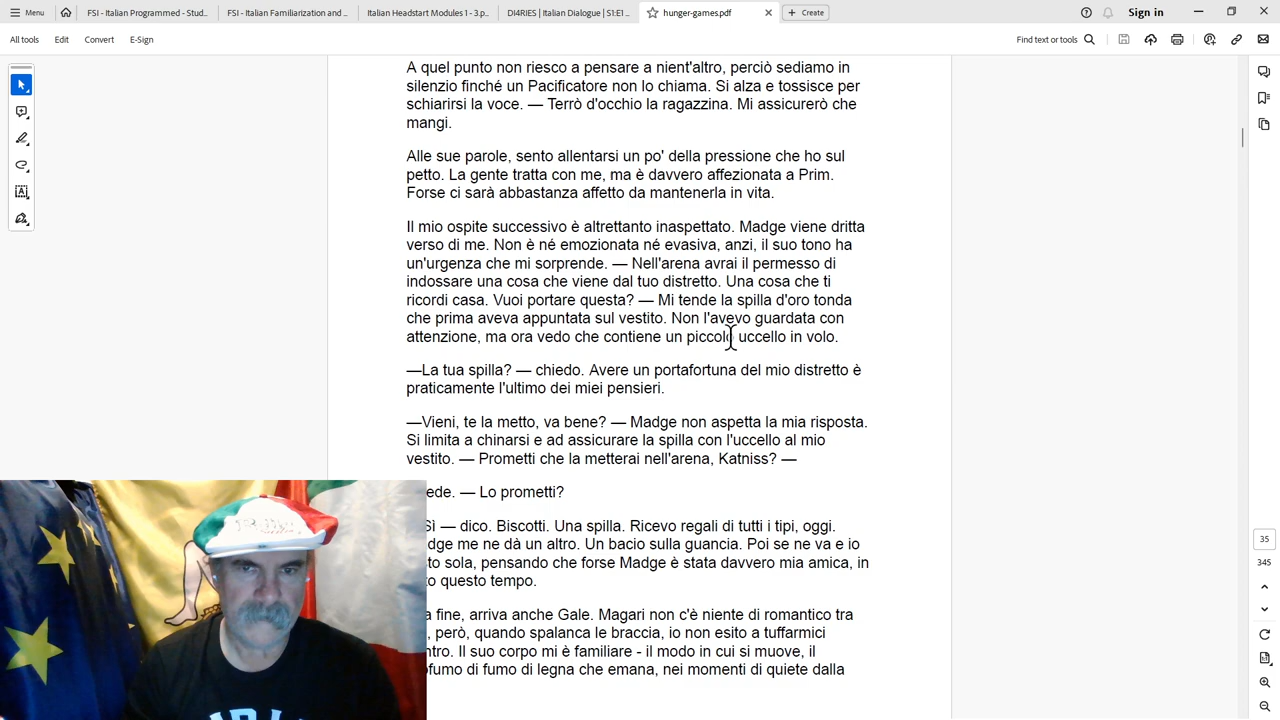 Menu
FSI - Italian Programmed - Stud...
FSI - Italian Familiarization and ...
Italian Headstart Modules 1 - 3.p...
DI4RIES | Italian Dialogue | S1:E1 ...
hunger-games.pdf
Create
Sign in
All tools
Edit
Convert
E-Sign
Find text or tools
A quel punto non riesco a pensare a nient'altro, perciò sediamo in
silenzio finché un Pacificatore non lo chiama. Si alza e tossisce per
schiarirsi la voce. — Terrò d'occhio la ragazzina. Mi assicurerò che
mangi.
Alle sue parole, sento allentarsi un po' della pressione che ho sul
petto. La gente tratta con me, ma è davvero affezionata a Prim.
Forse ci sarà abbastanza affetto da mantenerla in vita.
Il mio ospite successivo è altrettanto inaspettato. Madge viene dritta
verso di me. Non è né emozionata né evasiva, anzi, il suo tono ha
un'urgenza che mi sorprende. — Nell'arena avrai il permesso di
indossare una cosa che viene dal tuo distretto. Una cosa che ti
ricordi casa. Vuoi portare questa? — Mi tende la spilla d'oro tonda
che prima aveva appuntata sul vestito. Non l'avevo guardata con
attenzione, ma ora vedo che contiene un piccolo uccello in volo.
—La tua spilla? — chiedo. Avere un portafortuna del mio distretto è
praticamente l'ultimo dei miei pensieri.
—Vieni, te la metto, va bene? — Madge non aspetta la mia risposta.
Si limita a chinarsi e ad assicurare la spilla con l'uccello al mio
vestito. — Prometti che la metterai nell'arena, Katniss? —
ede. — Lo prometti?
Sì — dico. Biscotti. Una spilla. Ricevo regali di tutti i tipi, oggi.
dge me ne dà un altro. Un bacio sulla guancia. Poi se ne va e io
to sola, pensando che forse Madge è stata davvero mia amica, in
o questo tempo.
a fine, arriva anche Gale. Magari non c'è niente di romantico tra
, però, quando spalanca le braccia, io non esito a tuffarmici
ntro. Il suo corpo mi è familiare - il modo in cui si muove, il
ofumo di fumo di legna che emana, nei momenti di quiete dalla
35
345